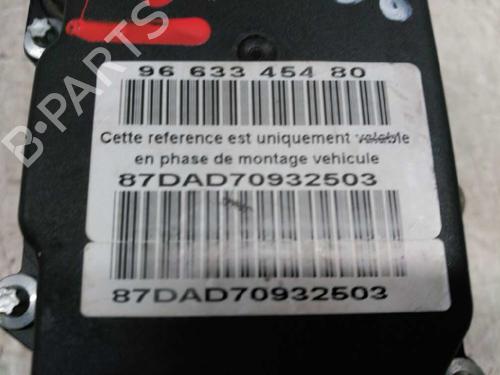 96 633 454 80
Cette reference est uniquement valable
en phase de montage vehicule
87DAD70932503
87DAD70932503
B-PARTS